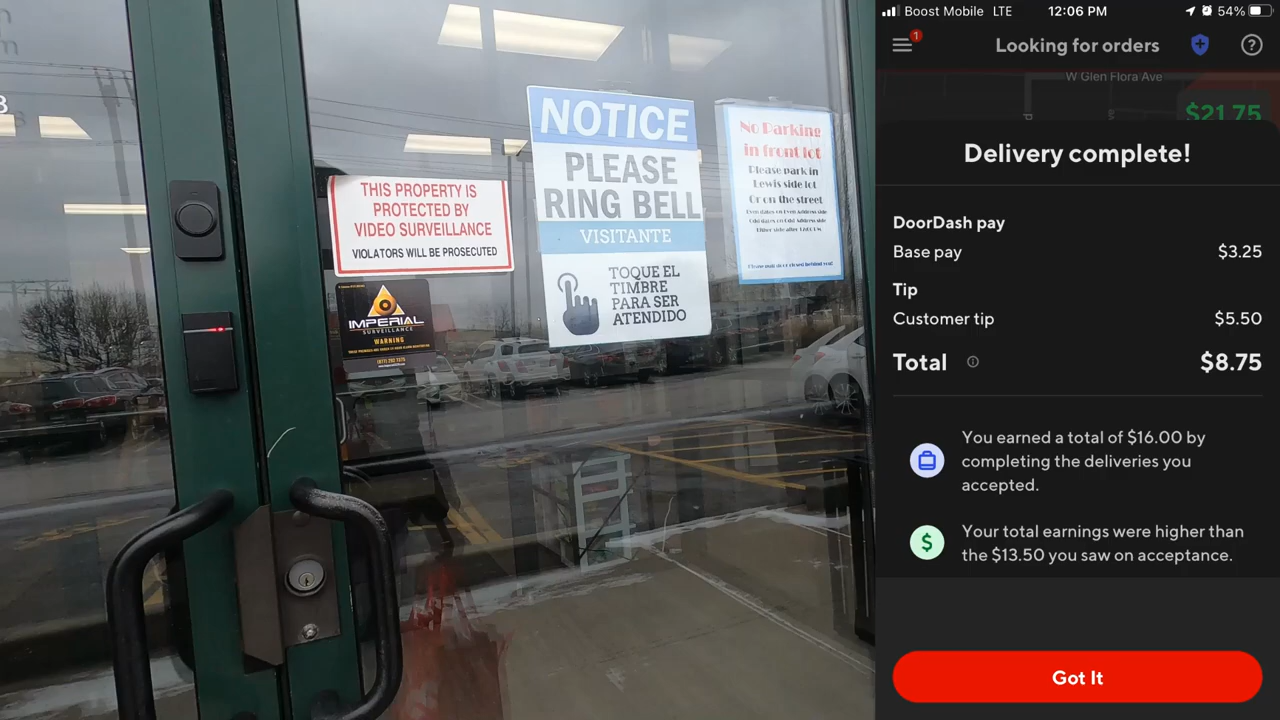 THIS PROPERTY IS
PROTECTED BY
VIDEO SURVEILLANCE
VIOLATORS WILL BE PROSECUTED
IMPERIAL
SURVEILLANCE
WARNING
NOTICE
PLEASE
RING BELL
VISITANTE
TOQUE EL
TIMBRE
PARA SER
ATENDIDO
No Parking
in front lot
Please park in
Lewis side lot
Or on the street
Boost Mobile LTE 12:06 PM 54%
1
Looking for orders
?
W Glen Flora Ave
$21.75
Delivery complete!
DoorDash pay
Base pay $3.25
Tip
Customer tip $5.50
Total $8.75
You earned a total of $16.00 by
completing the deliveries you
accepted.
$
Your total earnings were higher than
the $13.50 you saw on acceptance.
Got It